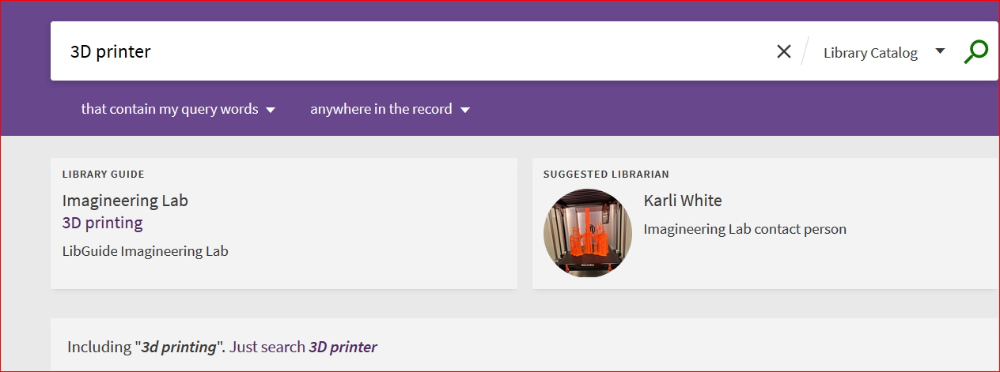 3D printer
Library Catalog
that contain my query words
anywhere in the record
LIBRARY GUIDE
Imagineering Lab
3D printing
LibGuide Imagineering Lab
SUGGESTED LIBRARIAN
Karli White
Imagineering Lab contact person
Including "3d printing". Just search 3D printer